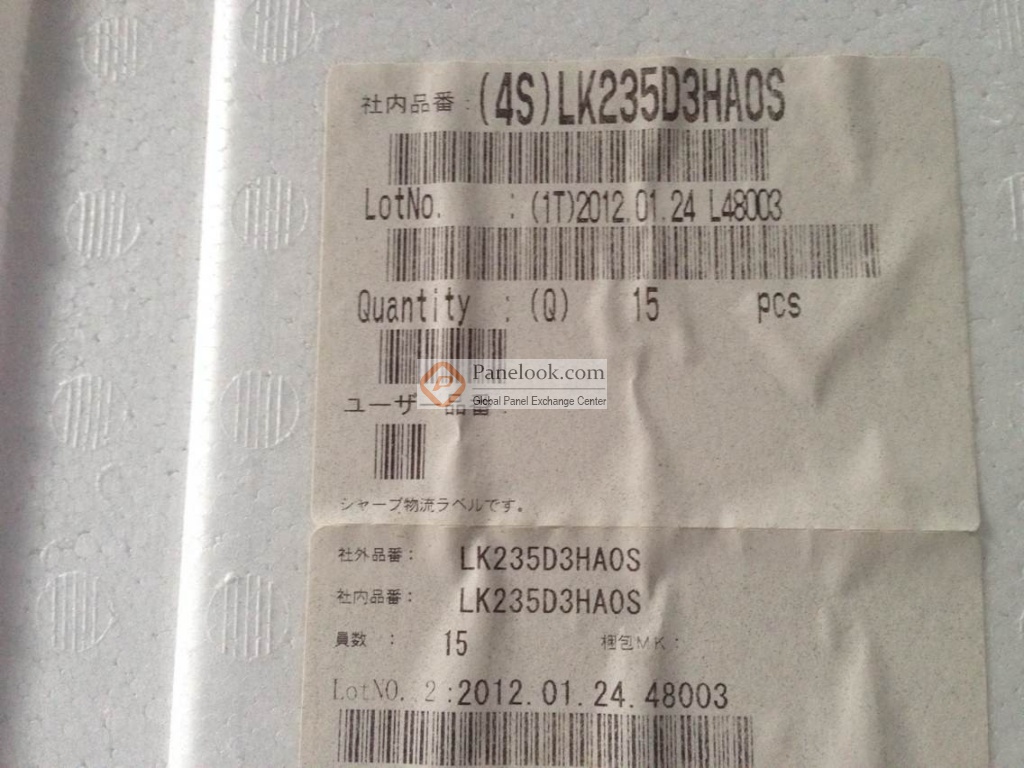 社内品番:(4S)LK235D3HA0S
LotNo. :(1T)2012.01.24 L48003
Quantity :(Q) 15 pcs
Panelook.com
Global Panel Exchange Center
ユーザー品番:
シャープ物流ラベルです。
社外品番: LK235D3HA0S
社内品番: LK235D3HA0S
員数 : 15 梱包MK:
LotNO. 2:2012.01.24.48003